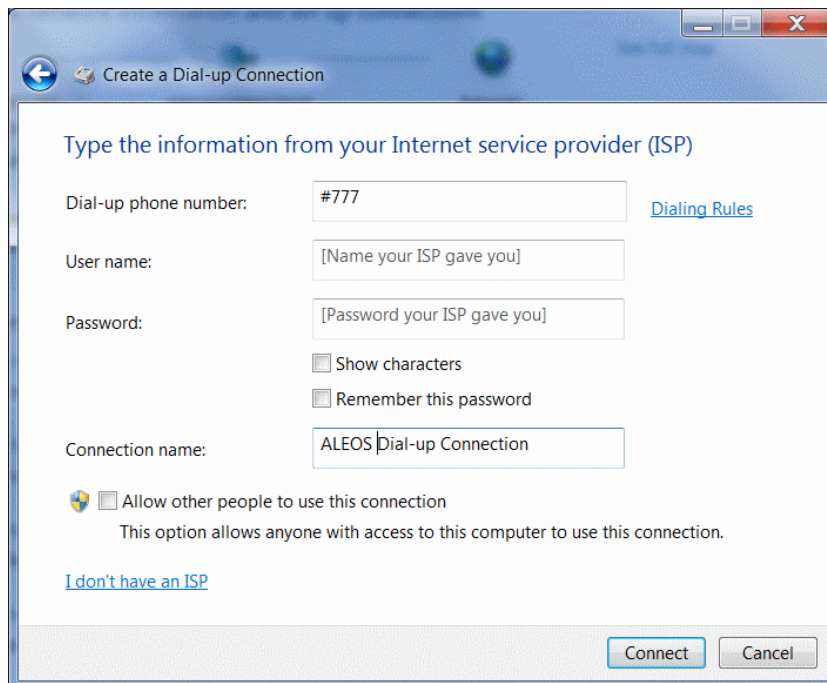 Create a Dial-up Connection
Type the information from your Internet service provider (ISP)
Dial-up phone number:
#777
Dialing Rules
User name:
[Name your ISP gave you]
Password:
[Password your ISP gave you]
Show characters
Remember this password
Connection name:
ALEOS Dial-up Connection
Allow other people to use this connection
This option allows anyone with access to this computer to use this connection.
I don't have an ISP
Connect
Cancel